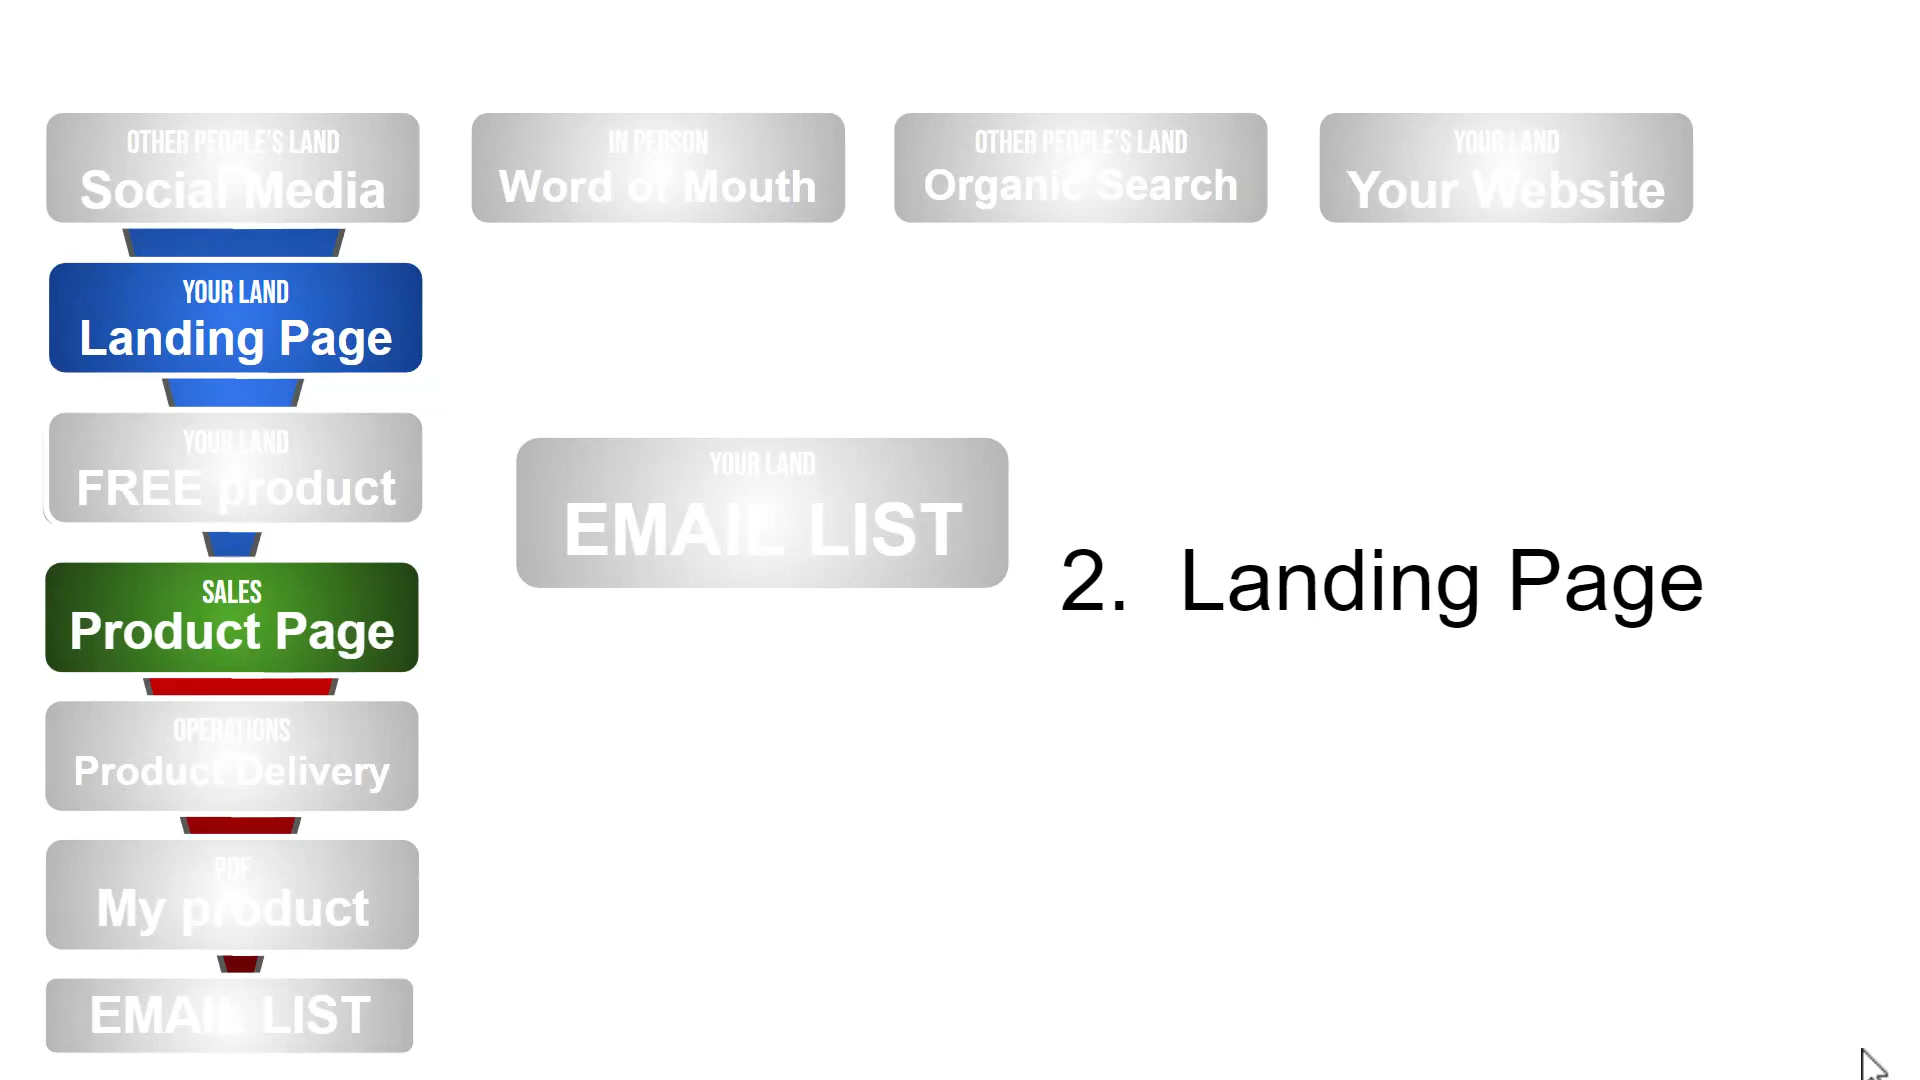 OTHER PEOPLE'S LAND
Social Media
IN PERSON
Word of Mouth
OTHER PEOPLE'S LAND
Organic Search
YOUR LAND
Your Website
YOUR LAND
Landing Page
YOUR LAND
FREE product
YOUR LAND
EMAIL LIST
2. Landing Page
SALES
Product Page
OPERATIONS
Product Delivery
PDF
My product
EMAIL LIST